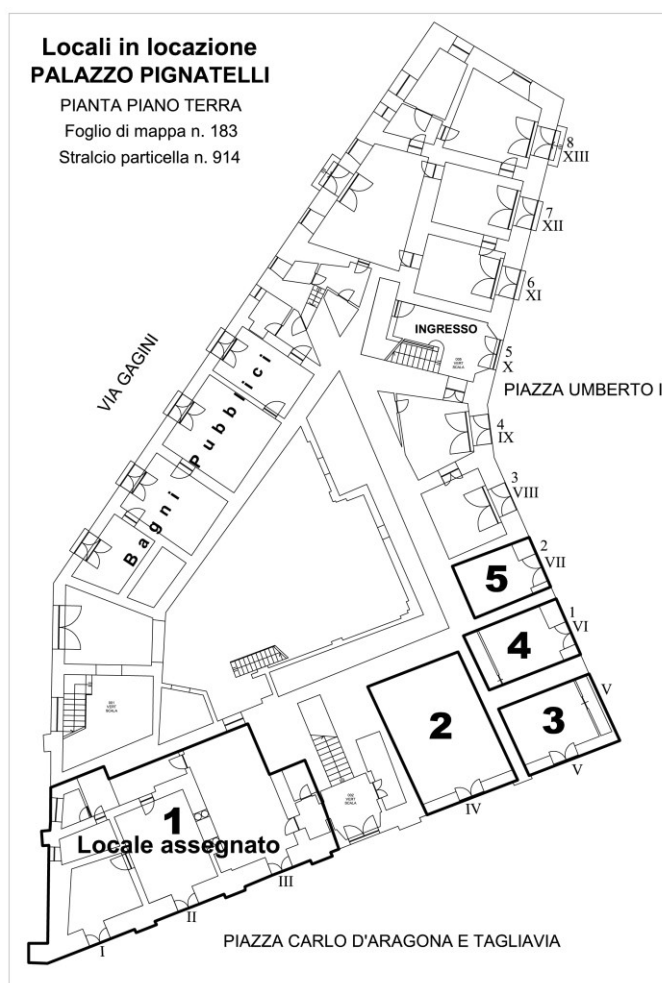 Locali in locazione
PALAZZO PIGNATELLI
PIANTA PIANO TERRA
Foglio di mappa n. 183
Stralcio particella n. 914
8
XIII
7
XII
6
XI
INGRESSO
5
X
VIA GAGINI
PIAZZA UMBERTO I
4
IX
Bagni Pubblici
3
VIII
2
VII
5
1
VI
4
V
3
2
V
IV
1
Locale assegnato
III
II
I
PIAZZA CARLO D'ARAGONA E TAGLIAVIA